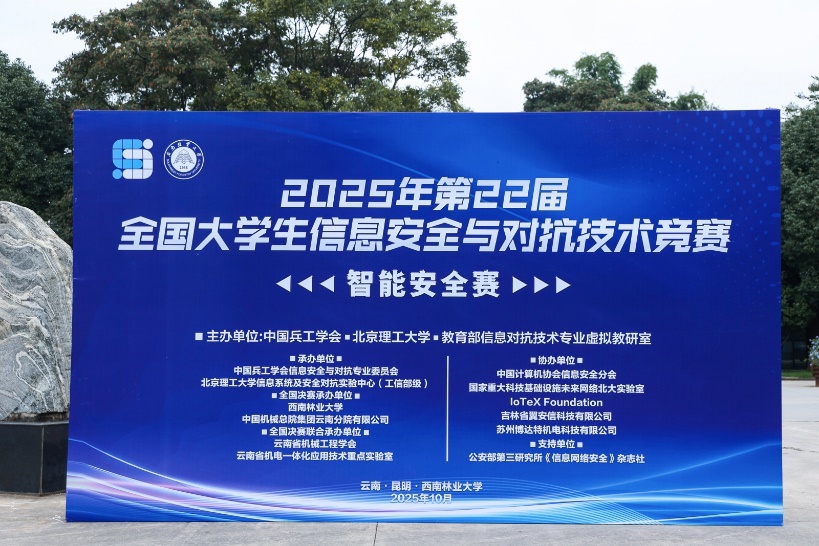 2025年第22届
全国大学生信息安全与对抗技术竞赛
智能安全赛
■ 主办单位:中国兵工学会 ■ 北京理工大学 ■ 教育部信息对抗技术专业虚拟教研室
■ 承办单位 ■
中国兵工学会信息安全与对抗专业委员会
北京理工大学信息系统及安全对抗实验中心（工信部级）
■ 全国决赛承办单位 ■
西南林业大学
中国机械总院集团云南分院有限公司
■ 全国决赛联合承办单位 ■
云南省机械工程学会
云南省机电一体化应用技术重点实验室
■ 协办单位 ■
中国计算机协会信息安全分会
国家重大科技基础设施未来网络北大实验室
IoTeX Foundation
吉林省翼安信科技有限公司
苏州博达特机电科技有限公司
■ 支持单位 ■
公安部第三研究所《信息网络安全》杂志社
云南 · 昆明 · 西南林业大学
2025年10月